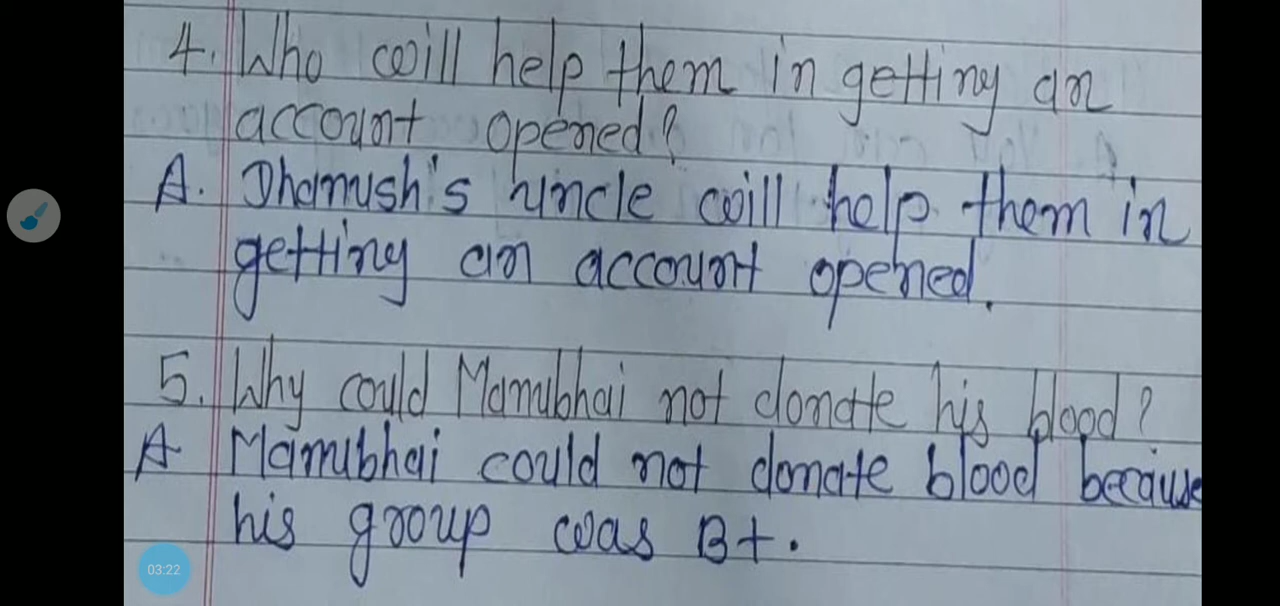 4. Who will help them in getting an
account opened?
A. Dhanush's uncle will help them in
getting an account opened.
5. Why could Manubhai not donate his blood?
A Manubhai could not donate blood because
his group was B+.
03:22